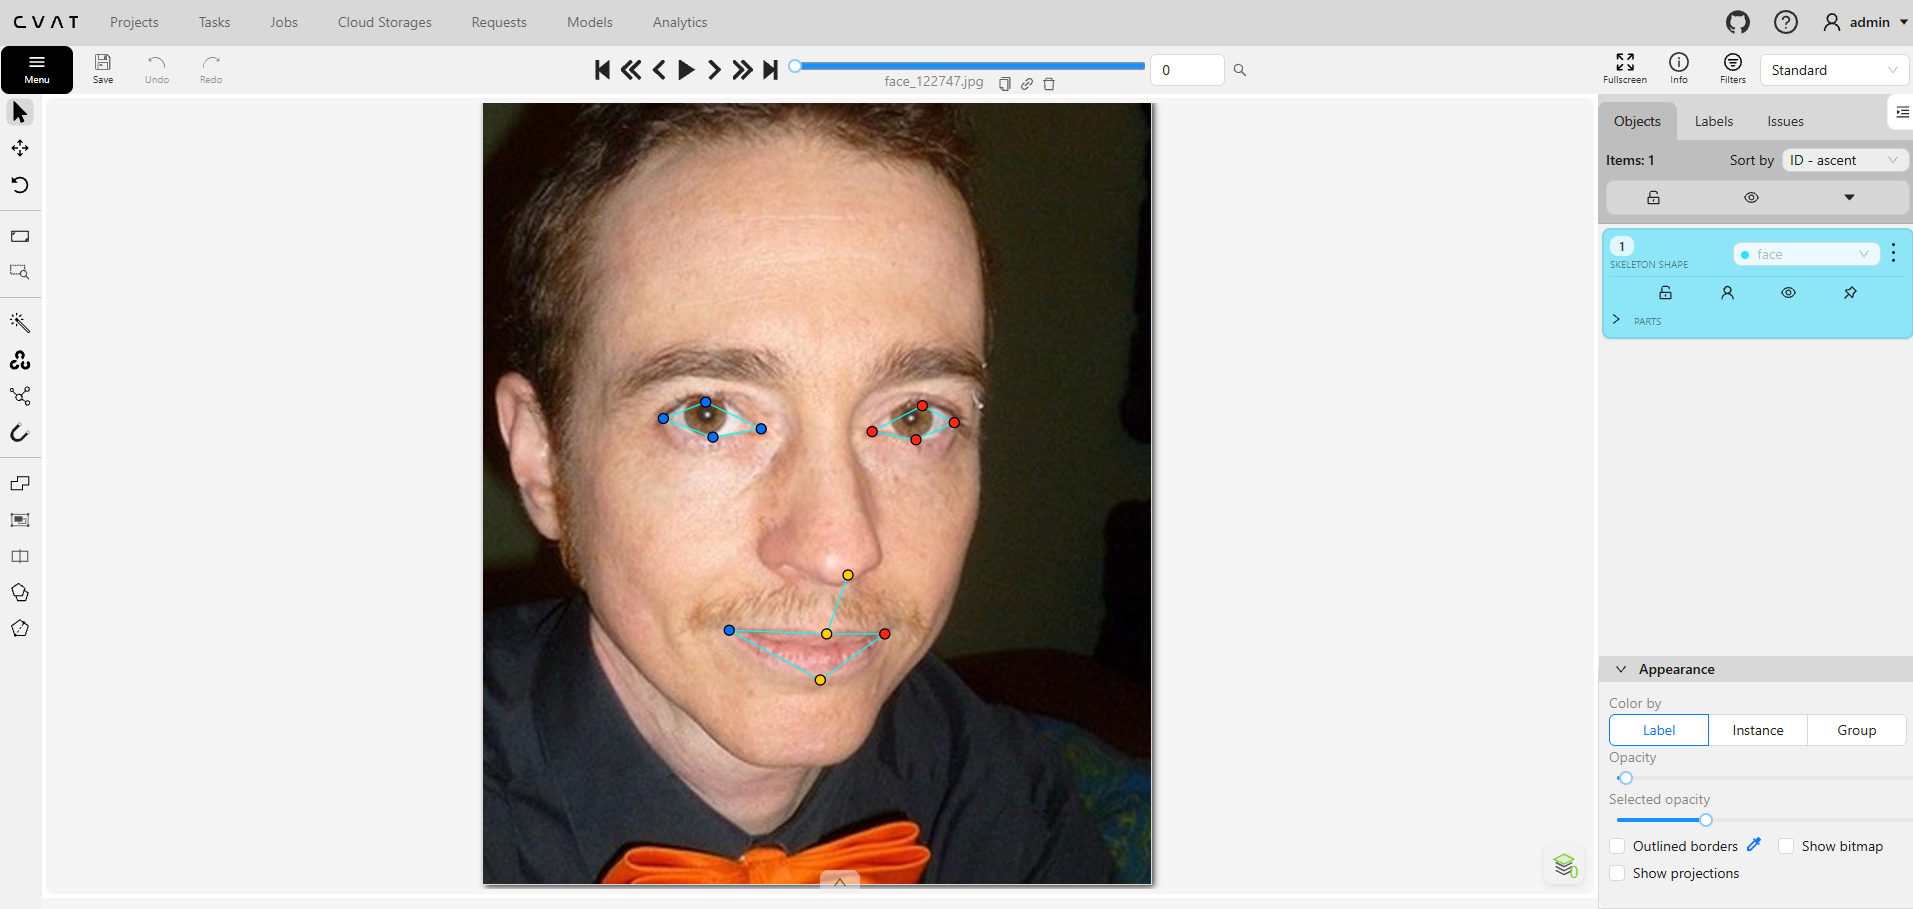 CVAT Projects Tasks Jobs Cloud Storages Requests Models Analytics admin
Menu Save Undo Redo 0 Fullscreen Info Filters Standard
face_122747.jpg
Objects Labels Issues
Items: 1 Sort by ID - ascent
1 face
SKELETON SHAPE
PARTS
Appearance
Color by
Label Instance Group
Opacity
Selected opacity
Outlined borders Show bitmap
Show projections
0